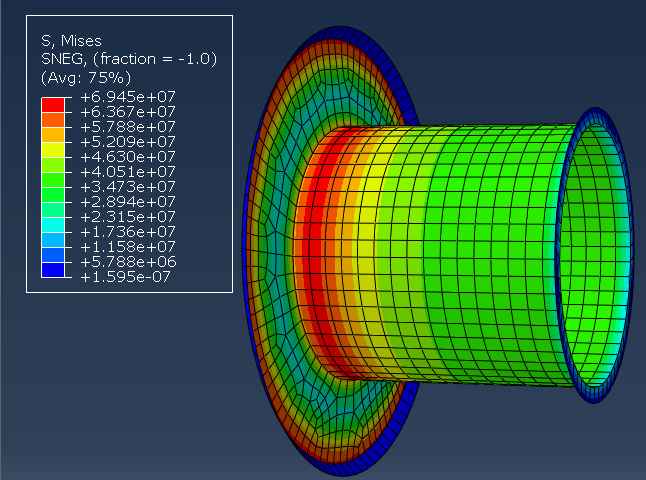 S, Mises
SNEG, (fraction = -1.0)
(Avg: 75%)
+6.945e+07
+6.367e+07
+5.788e+07
+5.209e+07
+4.630e+07
+4.051e+07
+3.473e+07
+2.894e+07
+2.315e+07
+1.736e+07
+1.158e+07
+5.788e+06
+1.595e-07